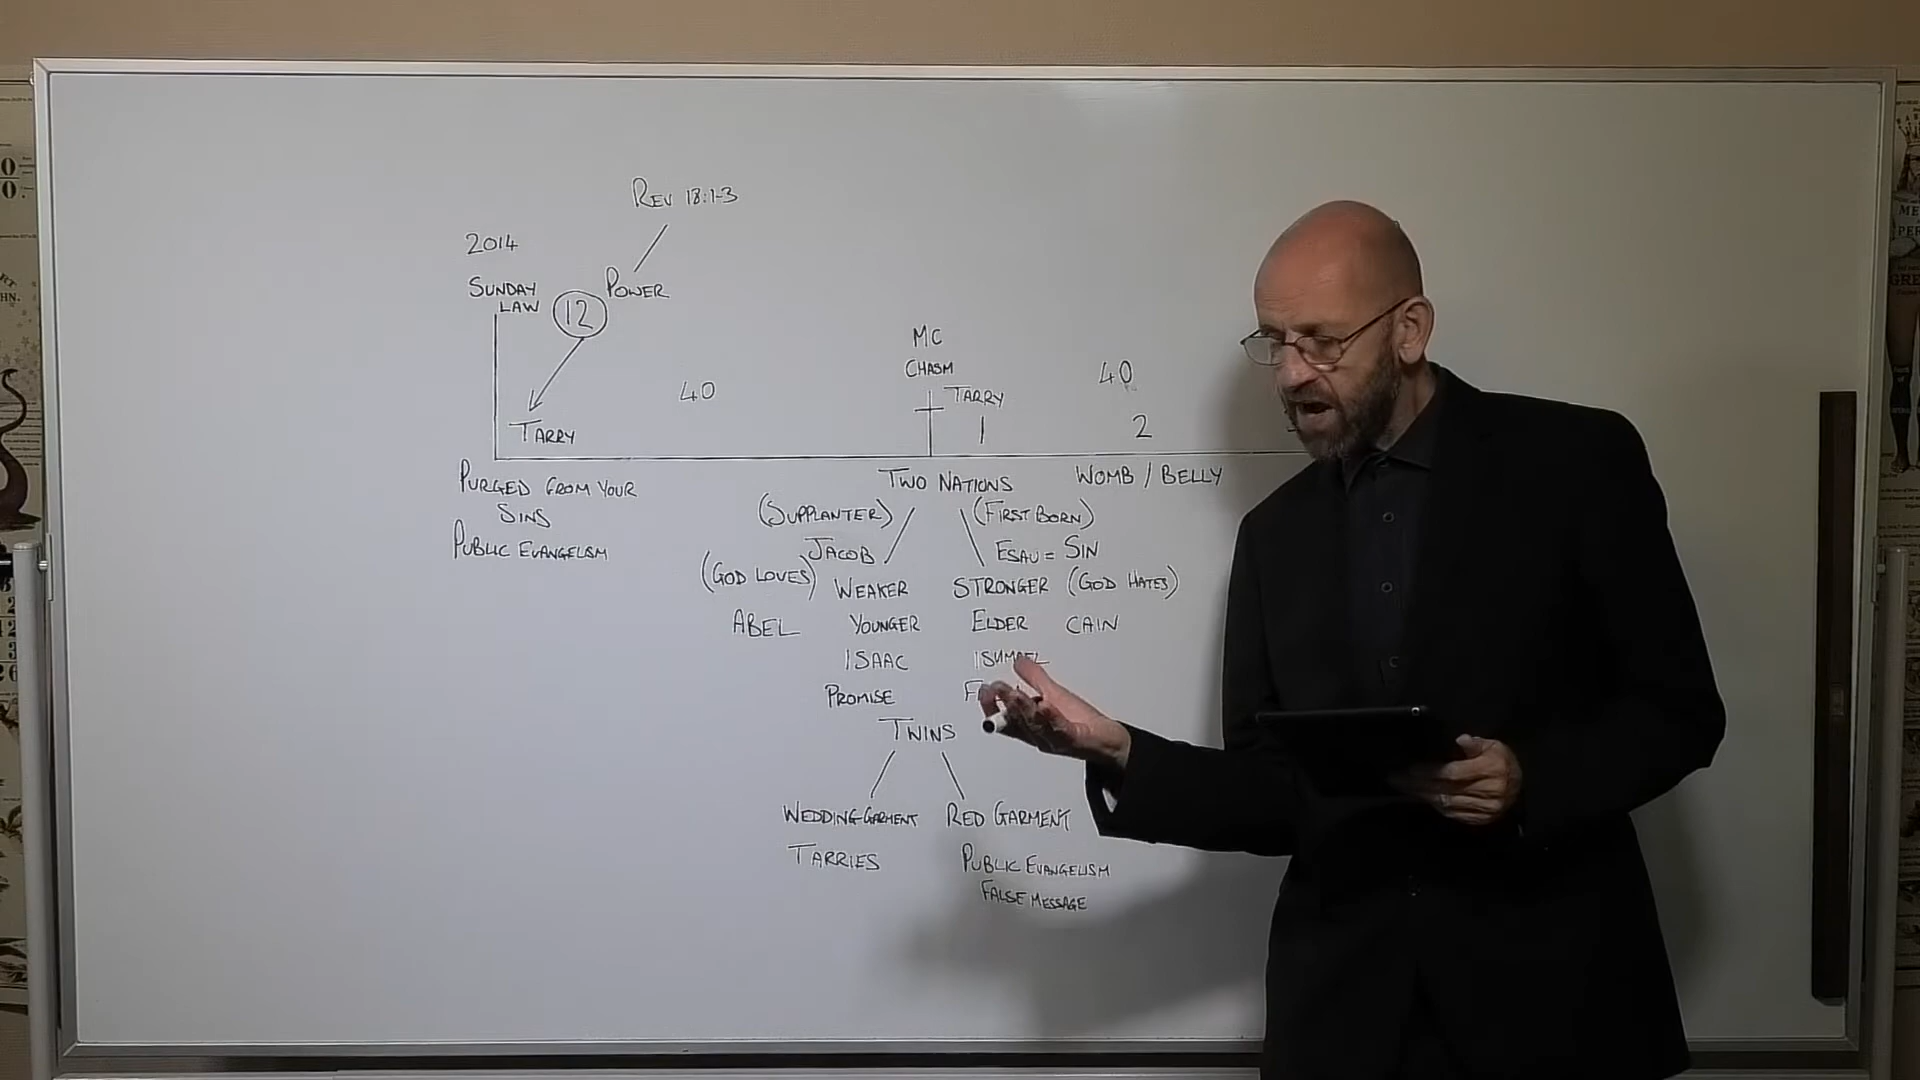 REV 18:1-3
2014
SUNDAY
LAW
12
POWER
MC
CHASM
40
TARRY
40
TARRY
1
2
PURGED FROM YOUR
SINS
PUBLIC EVANGELISM
TWO NATIONS
WOMB / BELLY
(SUPPLANTER)
(FIRST BORN)
JACOB
ESAU = SIN
(GOD LOVES)
WEAKER
STRONGER
(GOD HATES)
ABEL
YOUNGER
ELDER
CAIN
ISAAC
PROMISE
TWINS
WEDDING GARMENT
RED GARMENT
TARRIES
PUBLIC EVANGELISM
FALSE MESSAGE